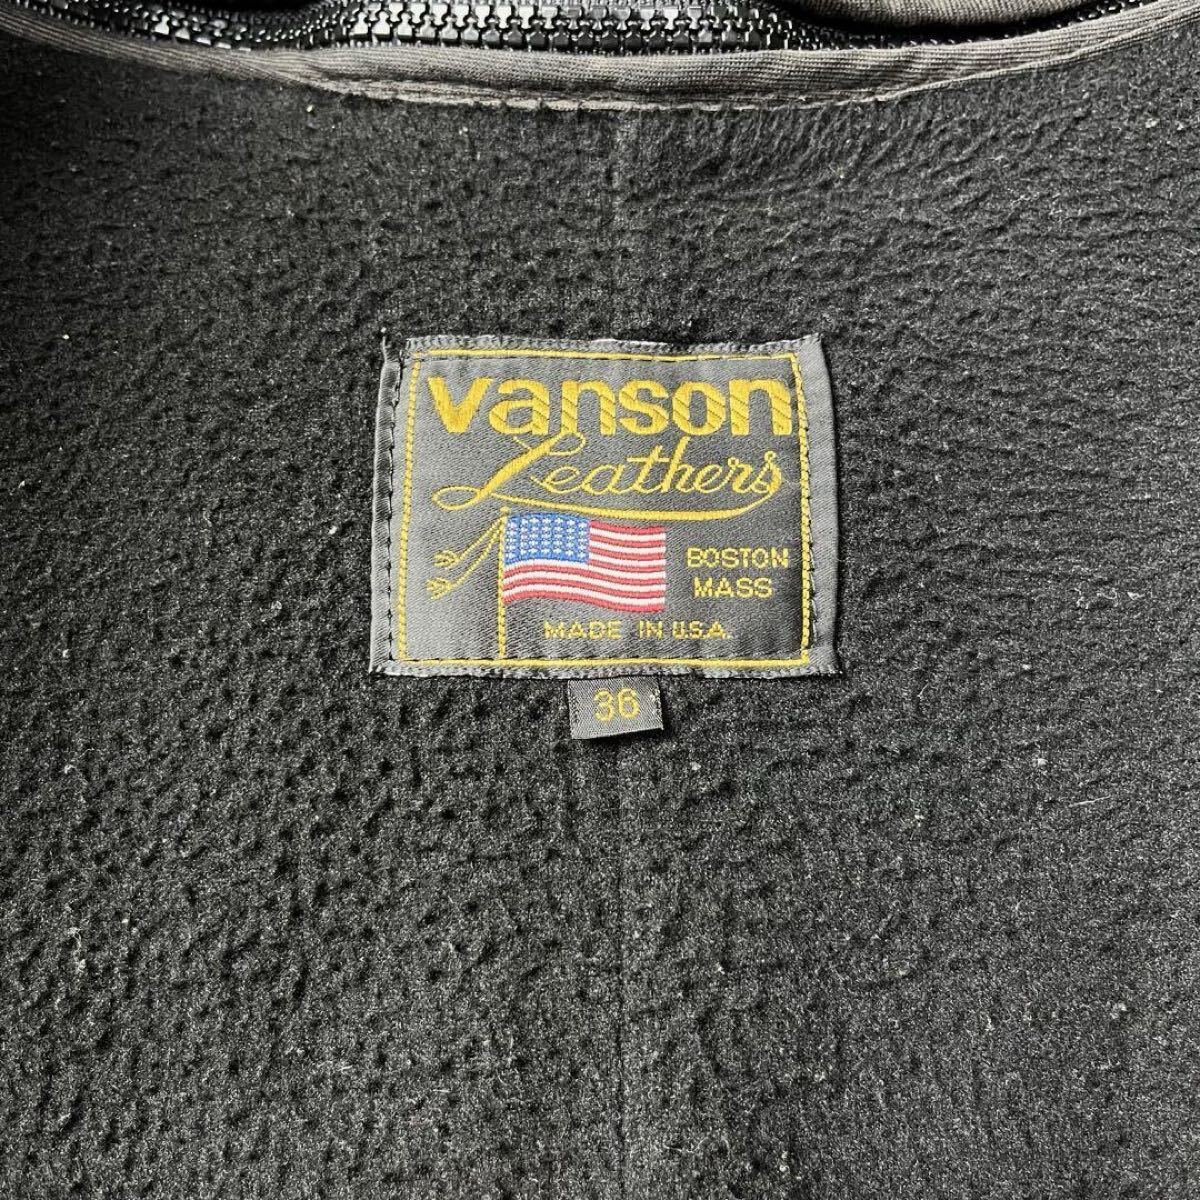 vanson
Leathers
BOSTON
MASS
MADE IN U.S.A.
36